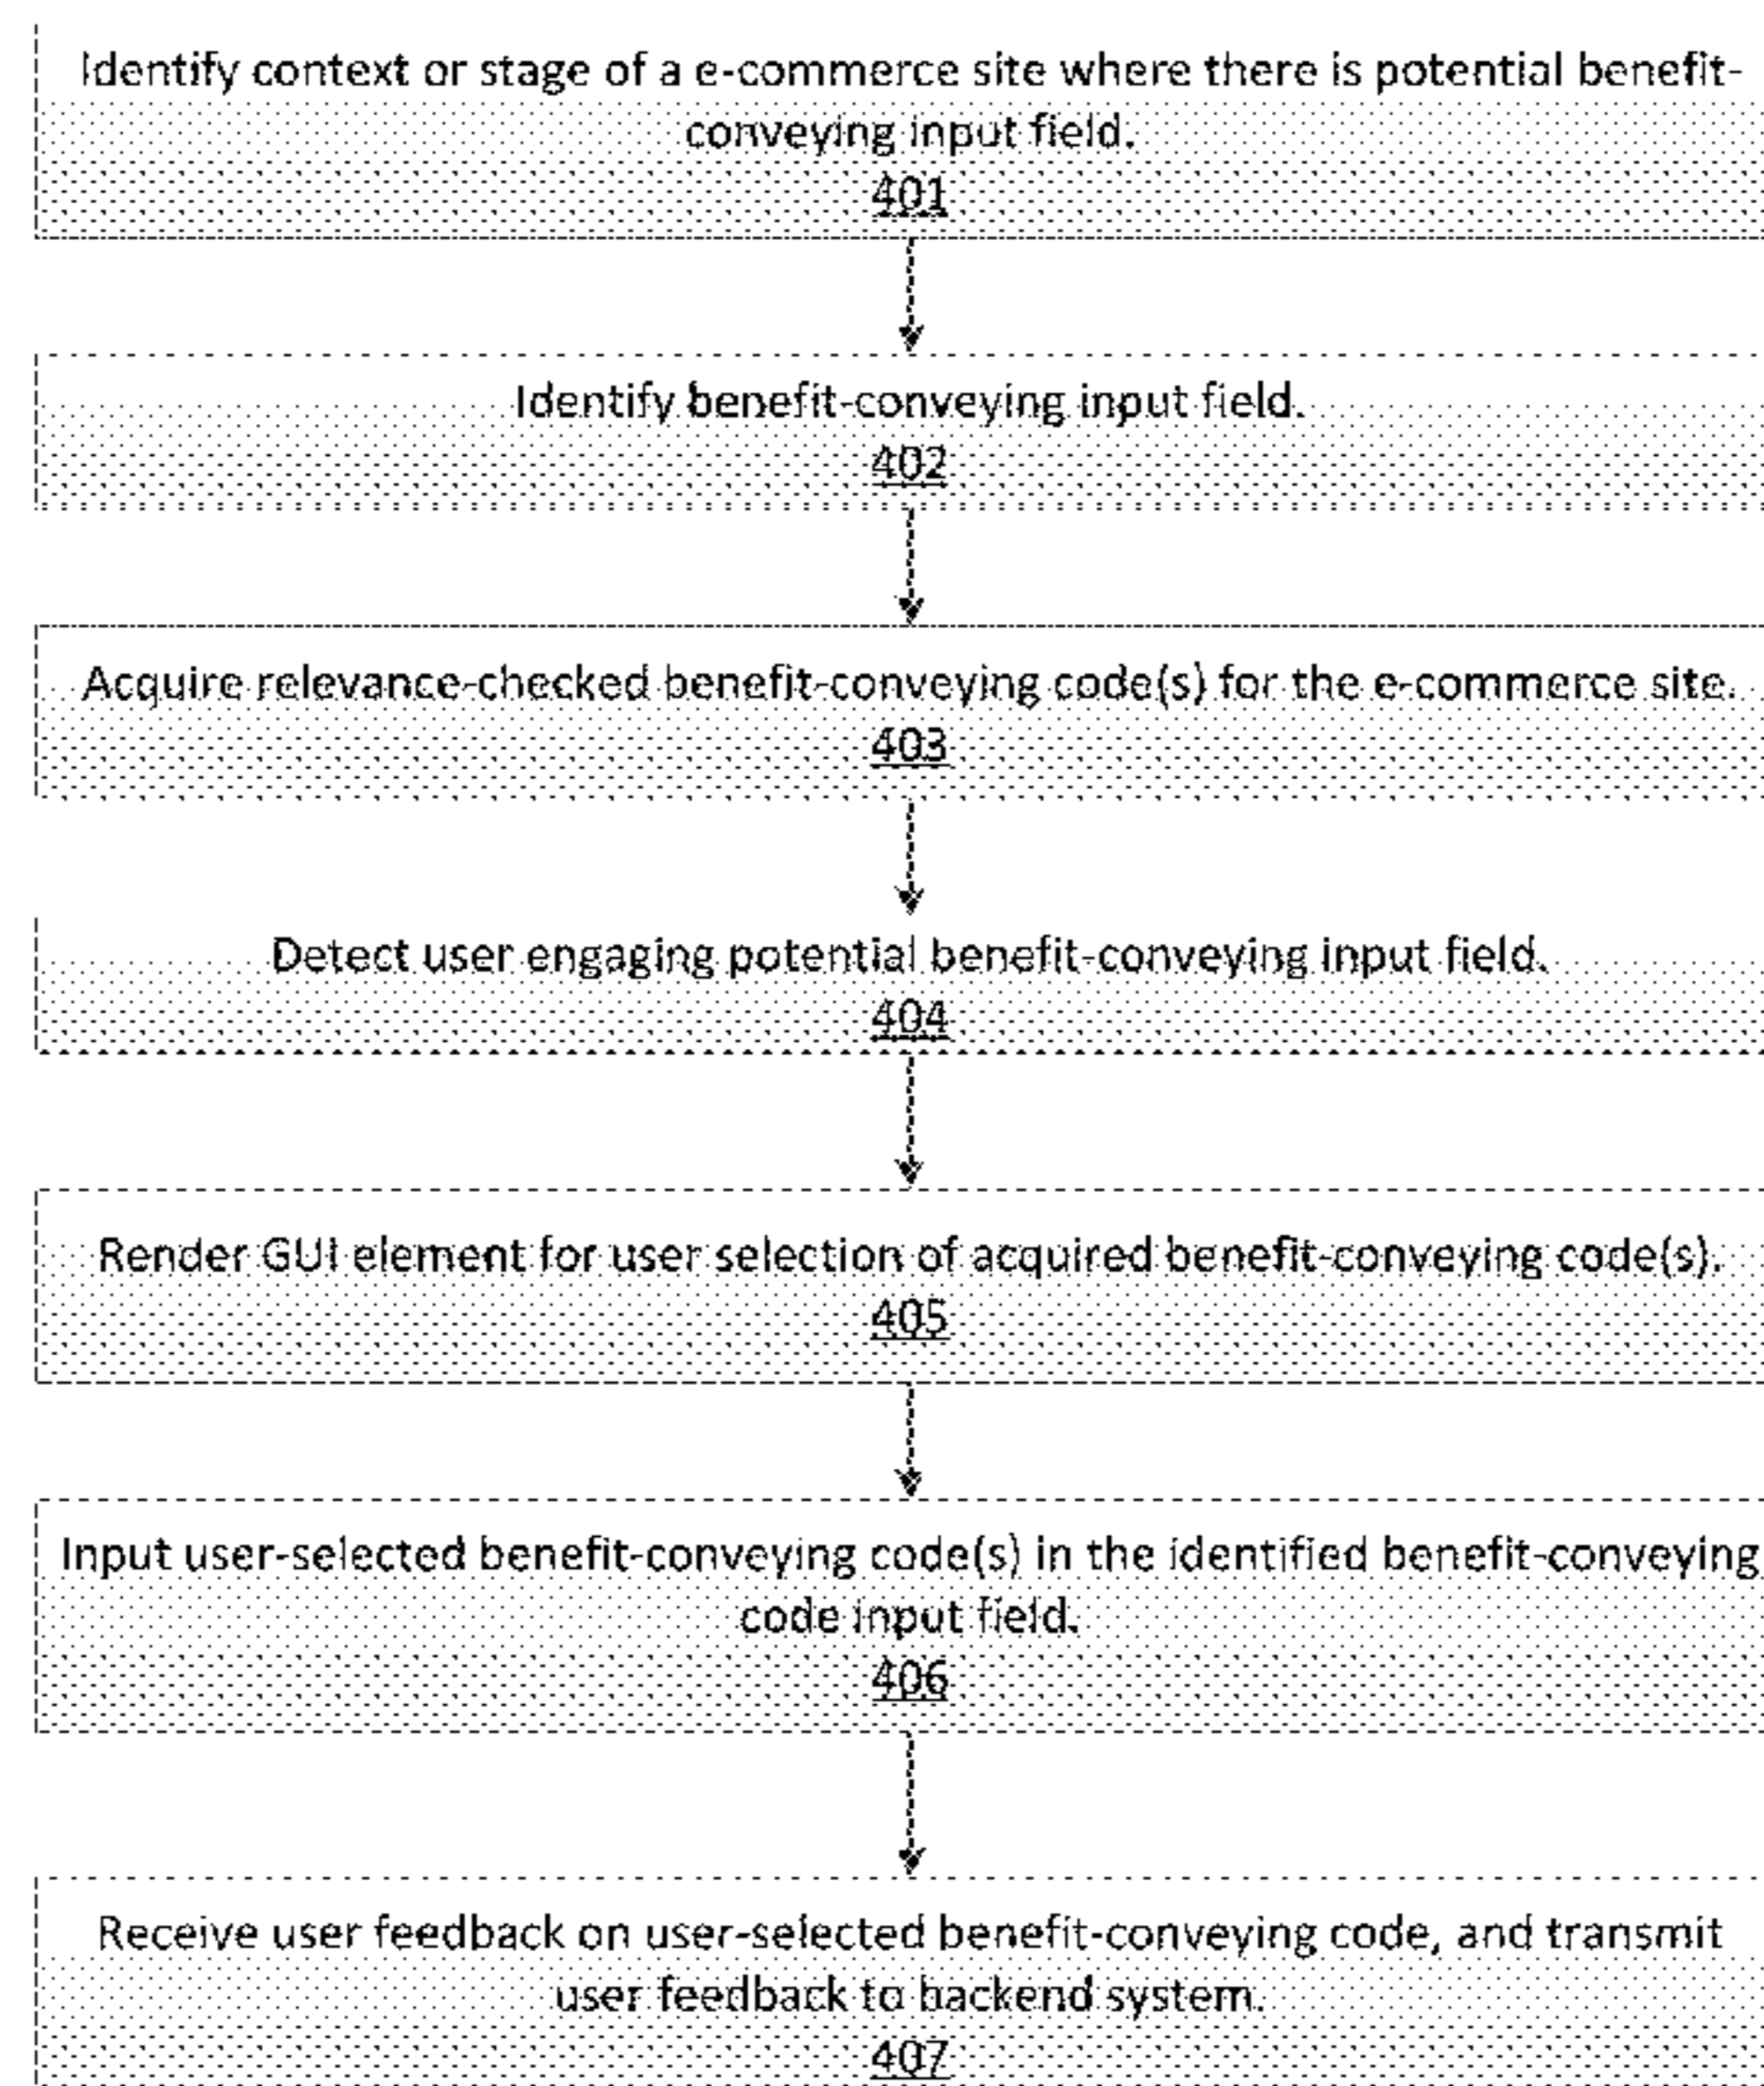 Identify context or stage of a e-commerce site where there is potential benefit-
conveying input field.
401
Identify benefit-conveying input field.
402
Acquire relevance-checked benefit-conveying code(s) for the e-commerce site.
403
Detect user engaging potential benefit-conveying input field.
404
Render GUI element for user selection of acquired benefit-conveying code(s).
405
Input user-selected benefit-conveying code(s) in the identified benefit-conveying
code input field.
406
Receive user feedback on user-selected benefit-conveying code, and transmit
user feedback to backend system.
407